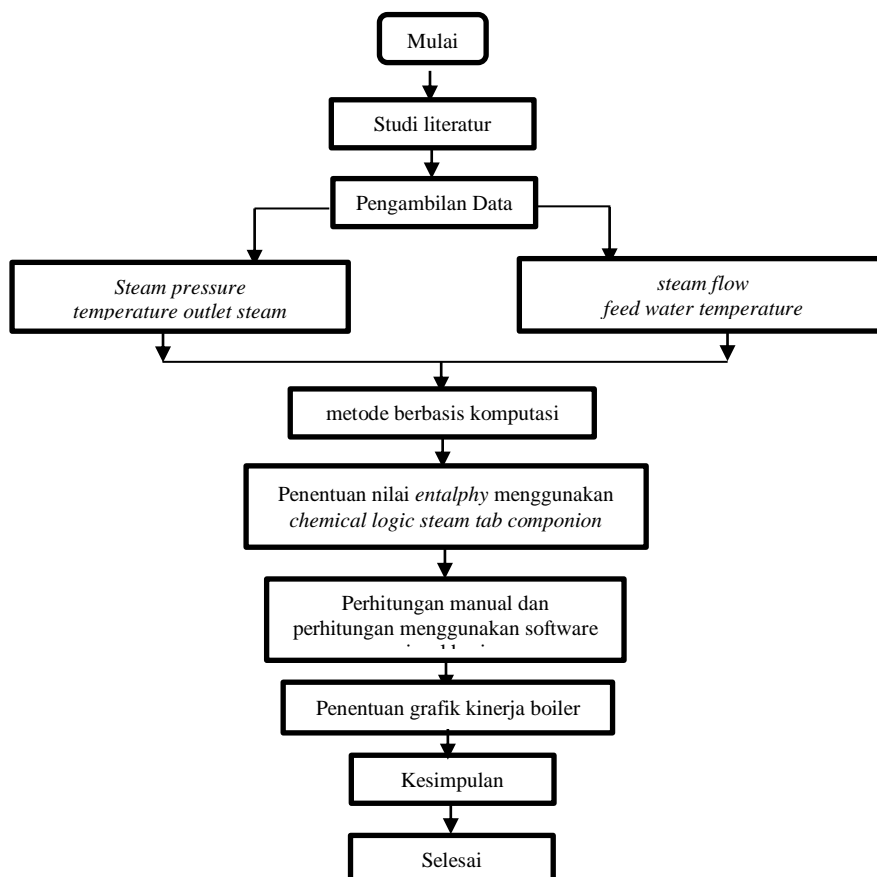 Mulai
Studi literatur
Pengambilan Data
Steam pressure
temperature outlet steam
steam flow
feed water temperature
metode berbasis komputasi
Penentuan nilai entalphy menggunakan
chemical logic steam tab componion
Perhitungan manual dan
perhitungan menggunakan software
Penentuan grafik kinerja boiler
Kesimpulan
Selesai